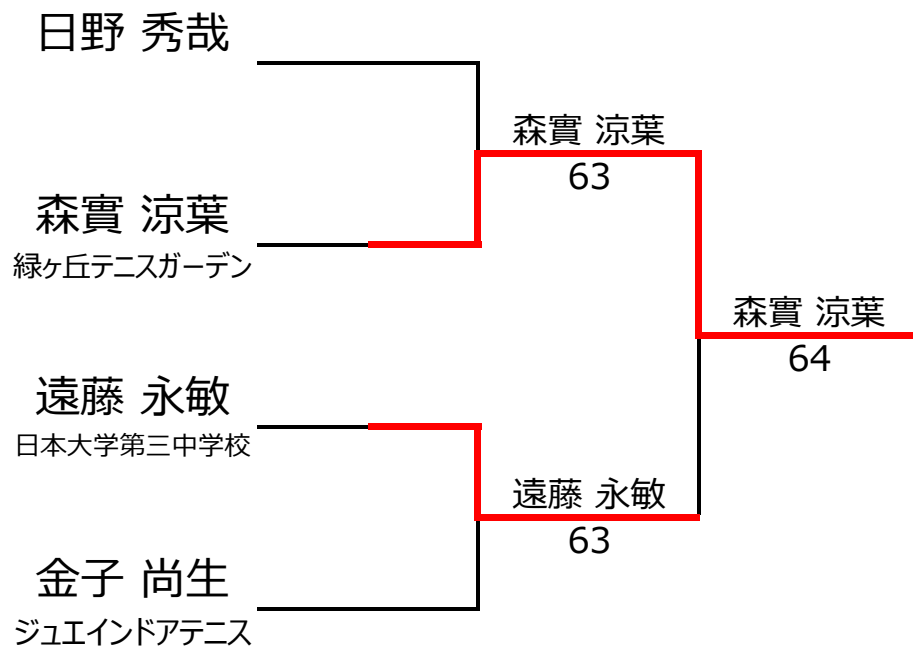 日野 秀哉
森實 涼葉
63
森實 涼葉
緑ヶ丘テニスガーデン
森實 涼葉
64
遠藤 永敏
日本大学第三中学校
遠藤 永敏
63
金子 尚生
ジュエインドアテニス